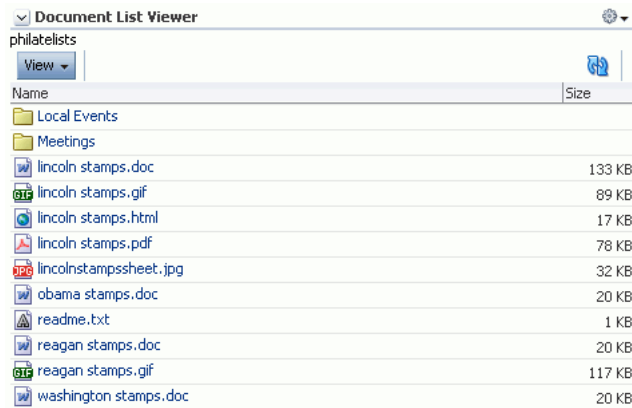 Document List Viewer
philatelists
View
Name Size
Local Events
Meetings
W lincoln stamps.doc 133 KB
GIF lincoln stamps.gif 89 KB
lincoln stamps.html 17 KB
lincoln stamps.pdf 78 KB
JPG lincolnstampssheet.jpg 32 KB
W obama stamps.doc 20 KB
A readme.txt 1 KB
W reagan stamps.doc 20 KB
GIF reagan stamps.gif 117 KB
W washington stamps.doc 20 KB